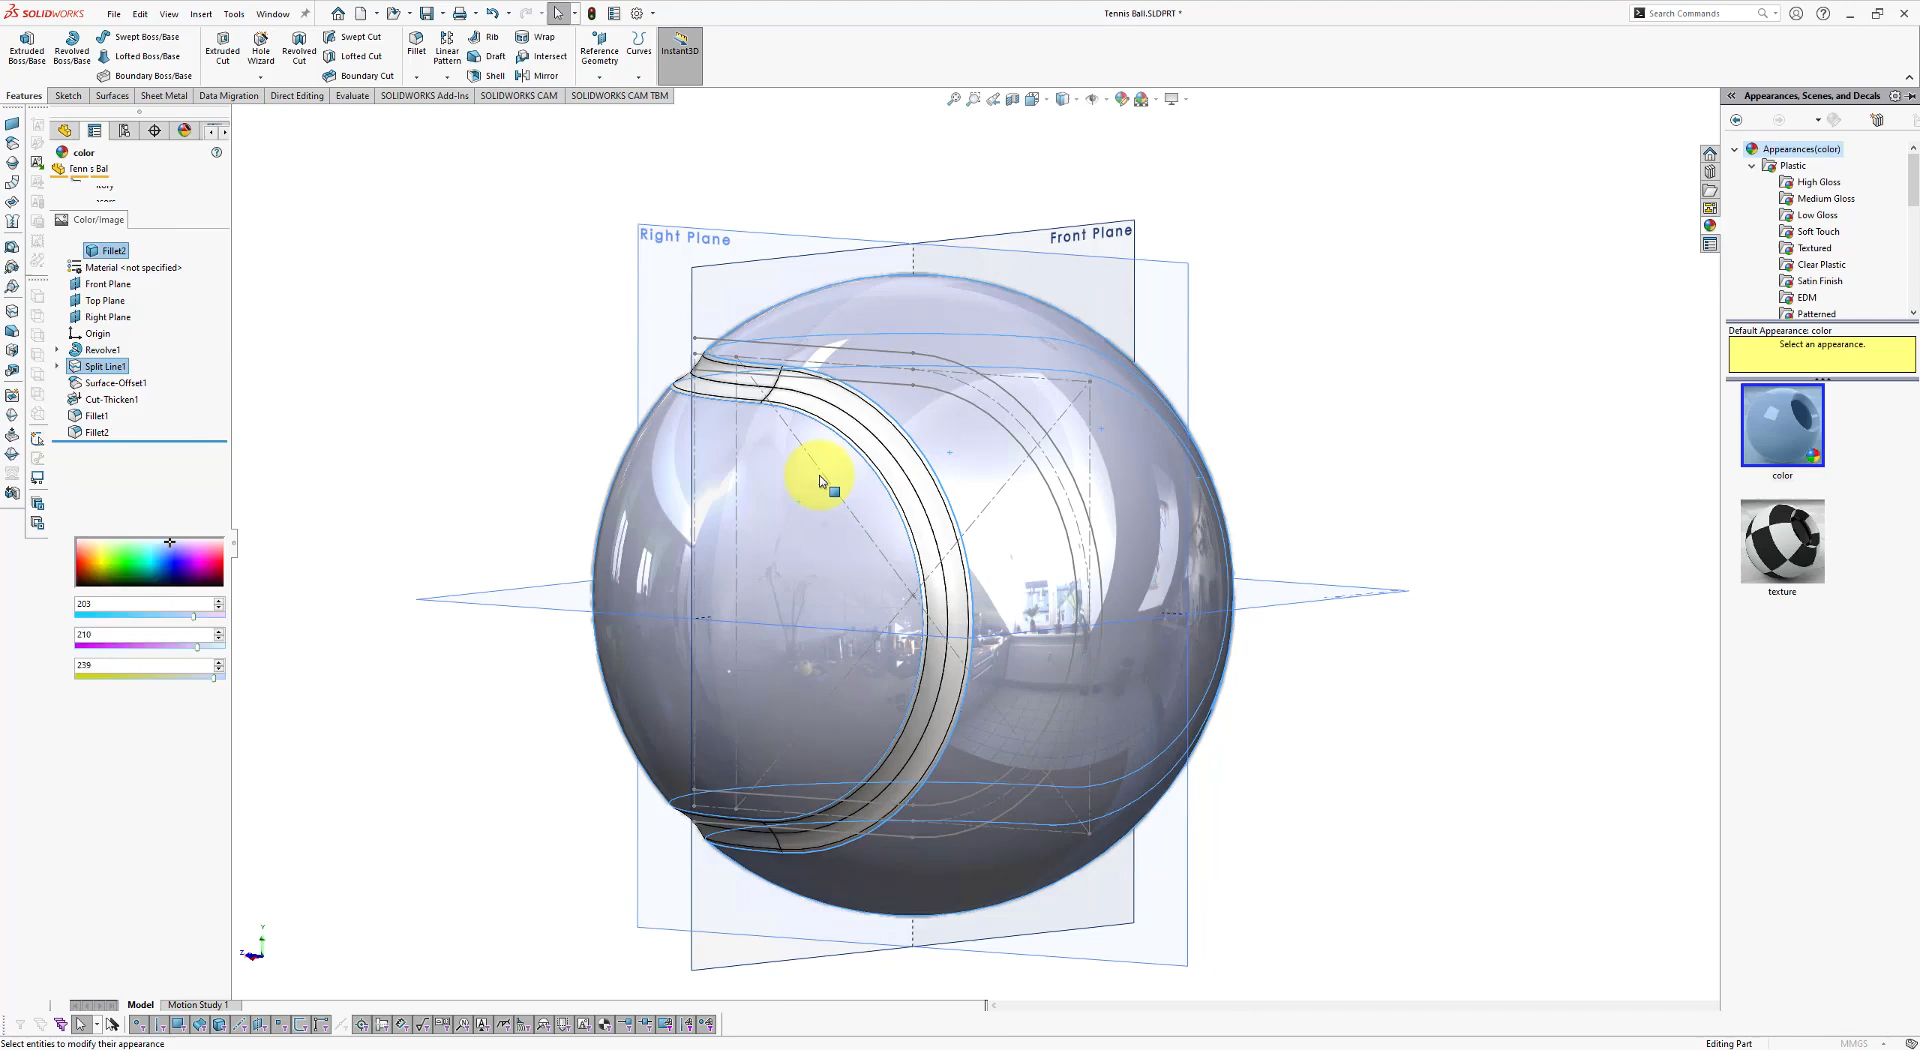 SOLIDWORKS File Edit View Insert Tools Window Tennis Ball.SLDPRT * Search Commands
Extruded Boss/Base Revolved Boss/Base Swept Boss/Base Extruded Cut Hole Wizard Revolved Cut Swept Cut Fillet Linear Pattern Rib Wrap Reference Geometry Curves Instant3D
Lofted Boss/Base Lofted Cut Draft Intersect
Boundary Boss/Base Boundary Cut Shell Mirror
Features Sketch Surfaces Sheet Metal Data Migration Direct Editing Evaluate SOLIDWORKS Add-Ins SOLIDWORKS CAM SOLIDWORKS CAM TBM
color
Color/Image
Fillet2
Material <not specified>
Front Plane
Top Plane
Right Plane
Origin
Revolve1
Split Line1
Surface-Offset1
Cut-Thicken1
Fillet1
Fillet2
203
210
239
Right Plane
Front Plane
Y
Z
Appearances, Scenes, and Decals
Appearances(color)
Plastic
High Gloss
Medium Gloss
Low Gloss
Soft Touch
Textured
Clear Plastic
Satin Finish
EDM
Patterned
Default Appearance: color
Select an appearance.
color
texture
Model Motion Study 1
Select entities to modify their appearance
Editing Part
MMGS